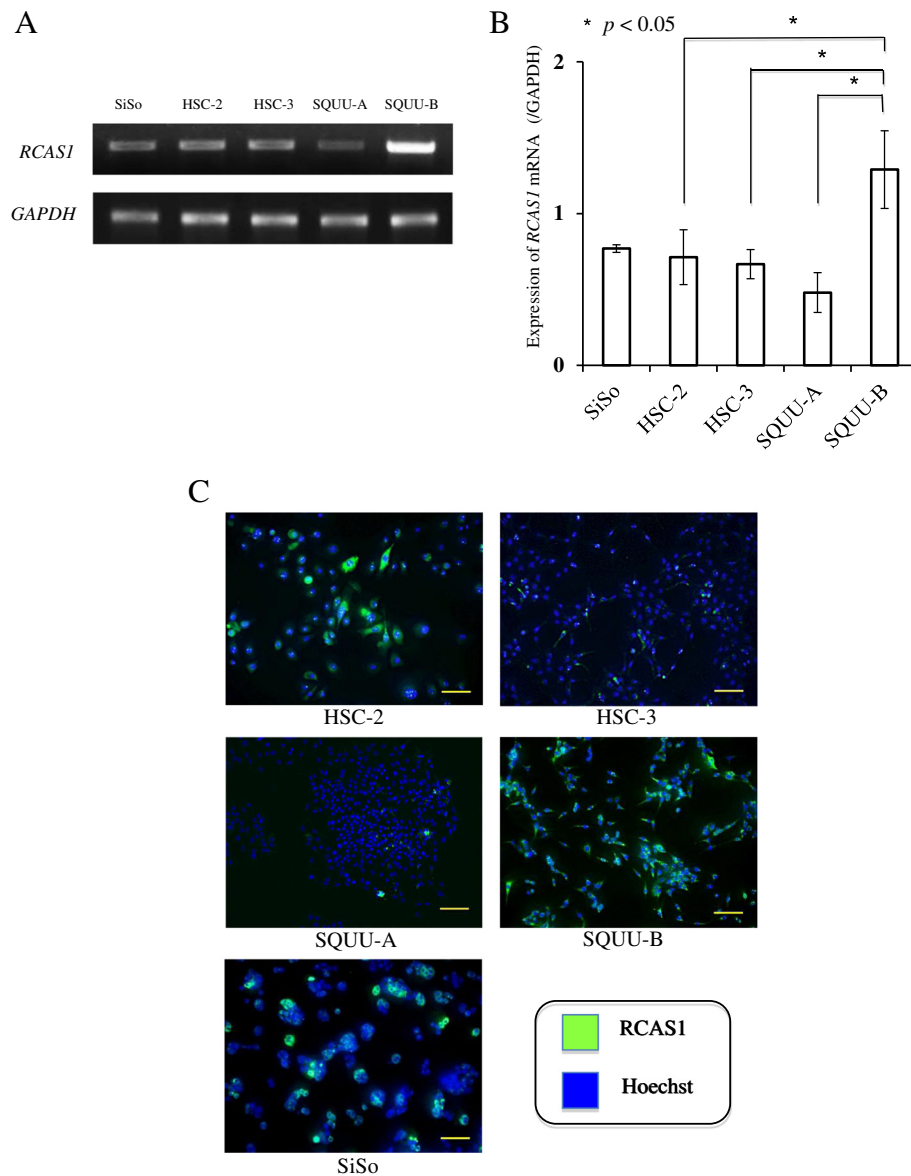 A
SiSo HSC-2 HSC-3 SQUU-A SQUU-B
RCAS1
GAPDH
B
* p < 0.05
*
*
*
Expression of RCAS1 mRNA (/GAPDH)
2
1
0
SiSo
HSC-2
HSC-3
SQUU-A
SQUU-B
C
HSC-2
HSC-3
SQUU-A
SQUU-B
SiSo
RCAS1
Hoechst